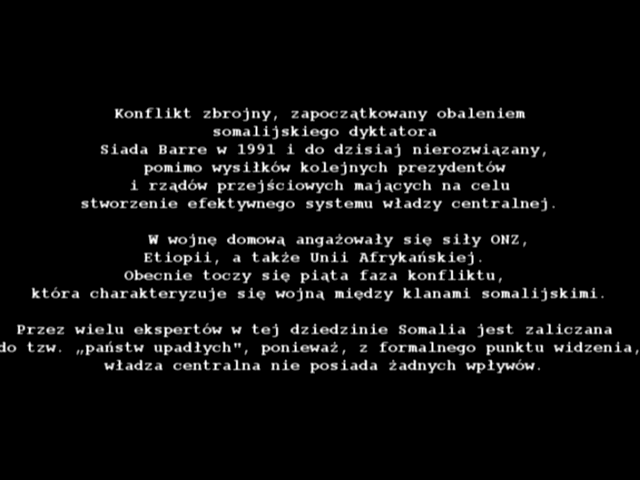 Konflikt zbrojny, zapoczątkowany obaleniem
somalijskiego dyktatora
Siada Barre w 1991 i do dzisiaj nierozwiązany,
pomimo wysiłków kolejnych prezydentów
i rządów przejściowych mających na celu
stworzenie efektywnego systemu władzy centralnej.
W wojnę domową angażowały się siły ONZ,
Etiopii, a także Unii Afrykańskiej.
Obecnie toczy się piąta faza konfliktu,
która charakteryzuje się wojną między klanami somalijskimi.
Przez wielu ekspertów w tej dziedzinie Somalia jest zaliczana
do tzw. „państw upadłych", ponieważ, z formalnego punktu widzenia,
władza centralna nie posiada żadnych wpływów.